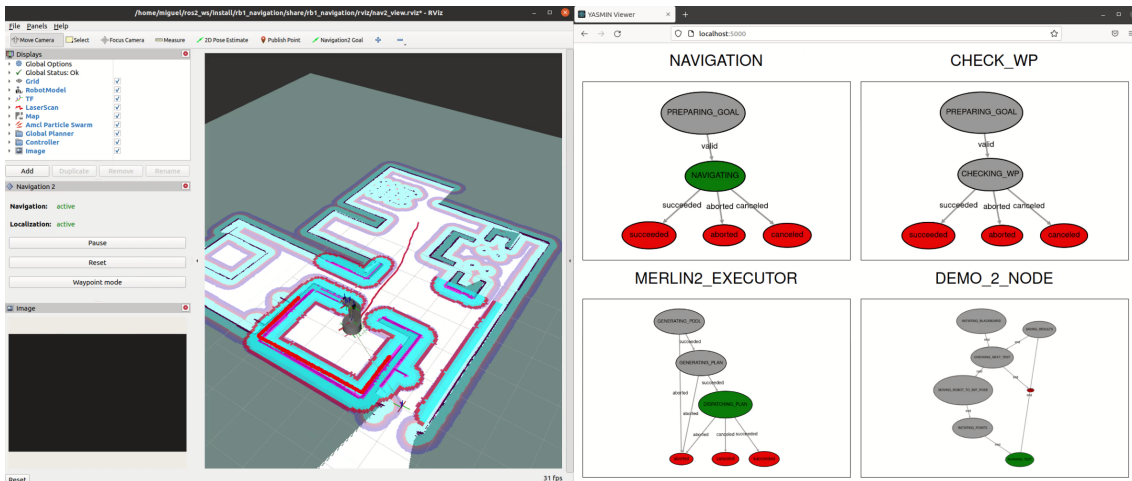 /home/miguel/ros2_ws/install/rb1_navigation/share/rb1_navigation/rviz/nav2_view.rviz* - RViz
File Panels Help
Move Camera Select Focus Camera Measure 2D Pose Estimate Publish Point Navigation2 Goal
Displays
Global Options
Global Status: Ok
Grid
RobotModel
TF
LaserScan
Map
Amcl Particle Swarm
Global Planner
Controller
Image
Add Duplicate Remove Rename
Navigation 2
Navigation: active
Localization: active
Pause
Reset
Waypoint mode
Image
Reset
31 fps
YASMIN Viewer
localhost:5000
NAVIGATION
PREPARING_GOAL
valid
NAVIGATING
succeeded aborted canceled
succeeded aborted canceled
CHECK_WP
PREPARING_GOAL
valid
CHECKING_WP
succeeded aborted canceled
succeeded aborted canceled
MERLIN2_EXECUTOR
GENERATING_PDDL
succeeded
GENERATING_PLAN
succeeded
DISPATCHING_PLAN
aborted
aborted
aborted canceled succeeded
DEMO_2_NODE